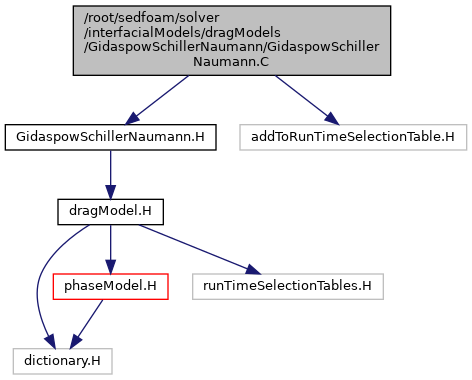 /root/sedfoam/solver
/interfacialModels/dragModels
/GidaspowSchillerNaumann/GidaspowSchiller
Naumann.C
GidaspowSchillerNaumann.H
addToRunTimeSelectionTable.H
dragModel.H
phaseModel.H
runTimeSelectionTables.H
dictionary.H